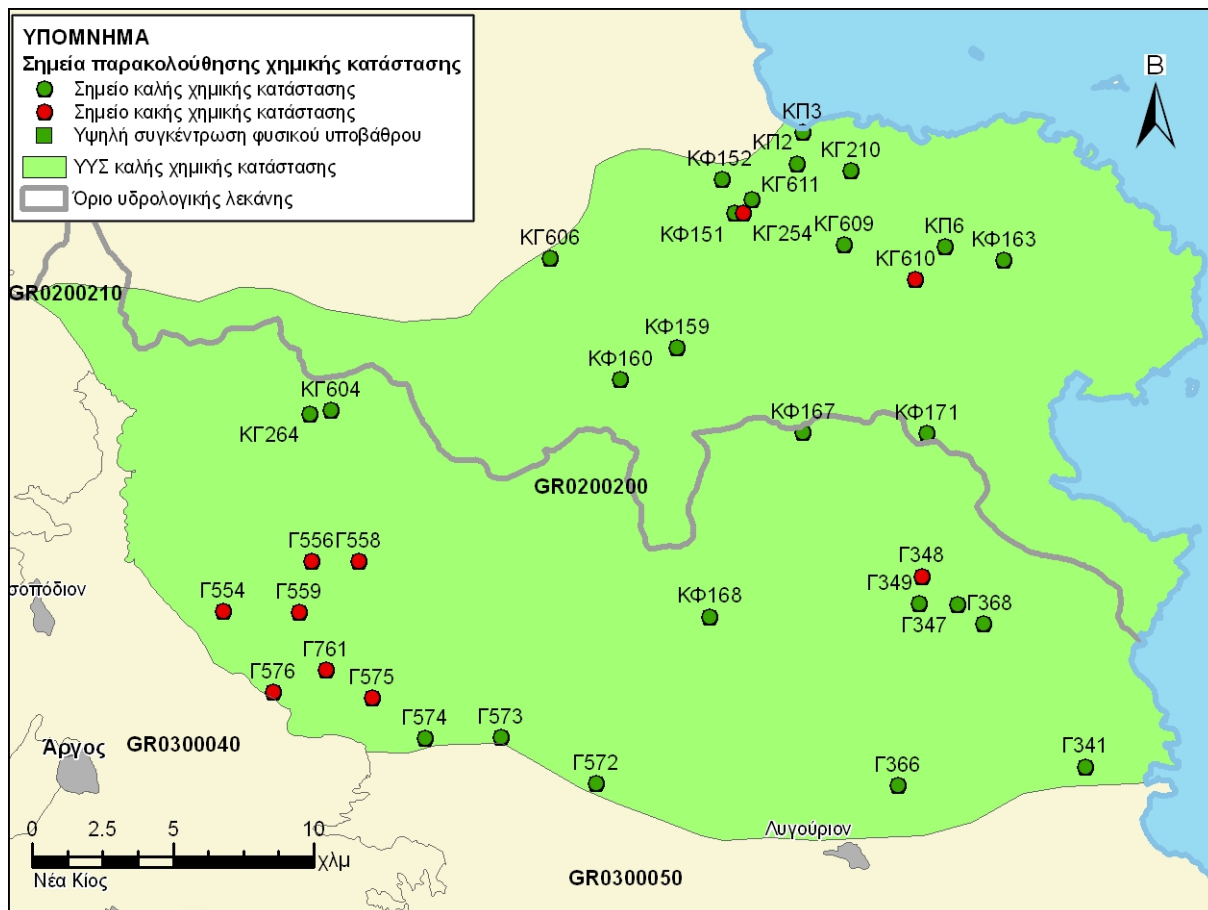 ΥΠΟΜΝΗΜΑ
Σημεία παρακολούθησης χημικής κατάστασης
Σημείο καλής χημικής κατάστασης
Σημείο κακής χημικής κατάστασης
Υψηλή συγκέντρωση φυσικού υποβάθρου
ΥΥΣ καλής χημικής κατάστασης
Όριο υδρολογικής λεκάνης
Β
ΚΠ3
ΚΠ2
ΚΓ210
ΚΦ152
ΚΓ611
ΚΦ151
ΚΓ254
ΚΓ609
ΚΠ6
ΚΦ163
ΚΓ606
ΚΓ610
GR0200210
ΚΦ159
ΚΦ160
ΚΓ604
ΚΓ264
ΚΦ167
ΚΦ171
GR0200200
Γ556
Γ558
Γ348
Γ554
Γ559
Γ349
Γ347
Γ368
σοπόδιον
ΚΦ168
Γ761
Γ576
Γ575
Γ574
Γ573
Άργος
GR0300040
Γ572
Γ366
Γ341
0 2.5 5 10
χλμ
Λυγούριον
Νέα Κίος
GR0300050